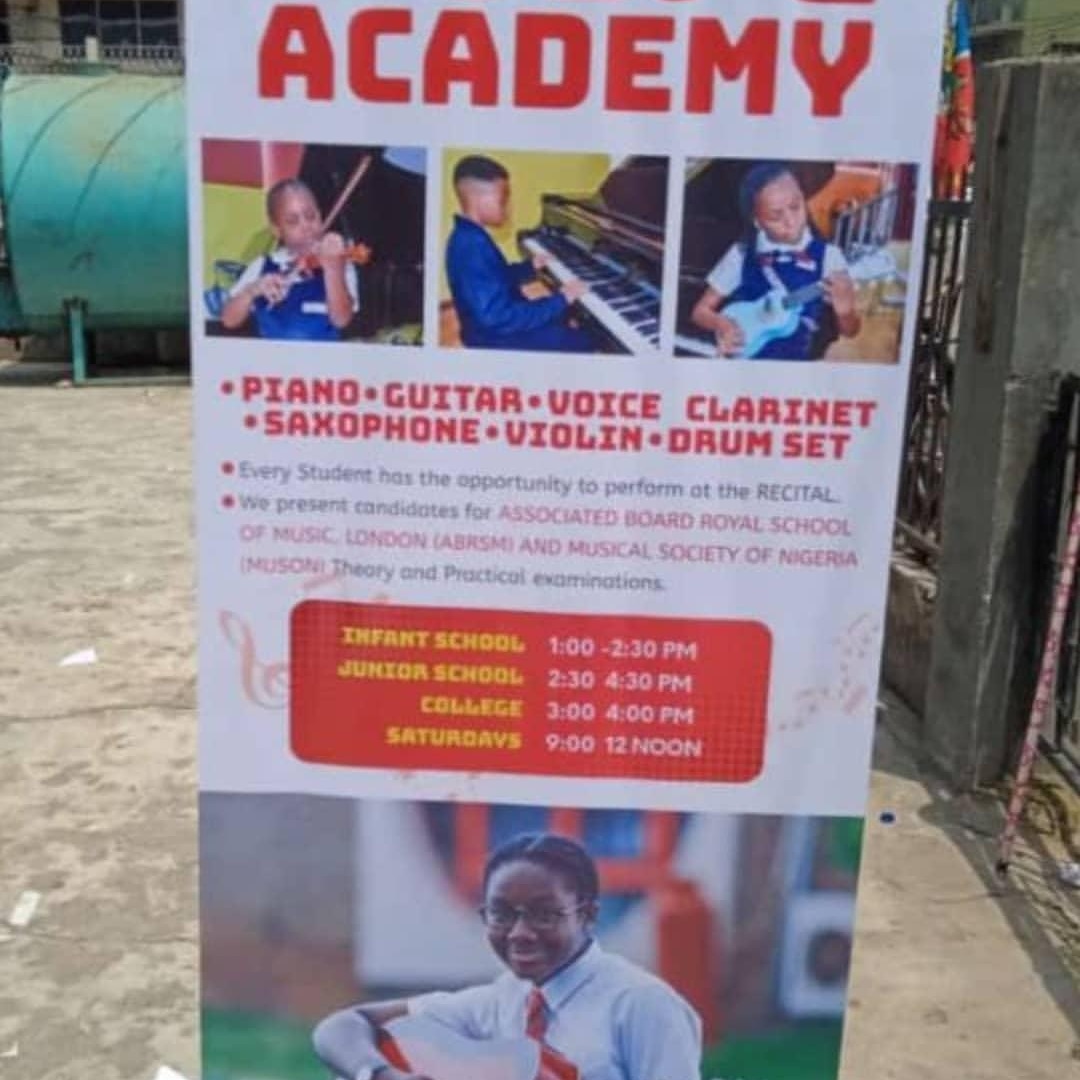 ACADEMY
• PIANO • GUITAR • VOICE CLARINET
• SAXOPHONE • VIOLIN • DRUM SET
• Every Student has the opportunity to perform at the RECITAL.
• We present candidates for ASSOCIATED BOARD ROYAL SCHOOL
OF MUSIC, LONDON (ABRSM) AND MUSICAL SOCIETY OF NIGERIA
(MUSON) Theory and Practical examinations.
INFANT SCHOOL 1:00 -2:30 PM
JUNIOR SCHOOL 2:30 4:30 PM
COLLEGE 3:00 4:00 PM
SATURDAYS 9:00 12 NOON